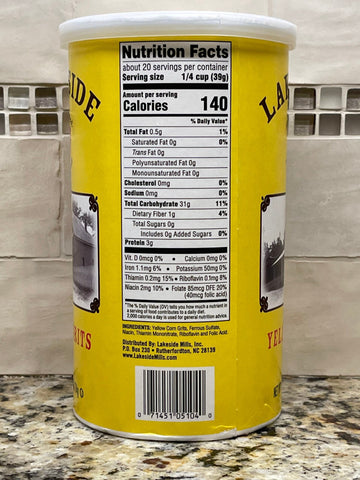 Nutrition Facts
about 20 servings per container
Serving size 1/4 cup (39g)
Amount per serving
Calories 140
% Daily Value*
Total Fat 0.5g 1%
Saturated Fat 0g 0%
Trans Fat 0g
Polyunsaturated Fat 0g
Monounsaturated Fat 0g
Cholesterol 0mg 0%
Sodium 0mg 0%
Total Carbohydrate 31g 11%
Dietary Fiber 1g 4%
Total Sugars 0g
Includes 0g Added Sugars 0%
Protein 3g
Vit. D 0mcg 0% • Calcium 0mg 0%
Iron 1.1mg 6% • Potassium 50mg 0%
Thiamin 0.2mg 15% • Riboflavin 0.1mg 8%
Niacin 2mg 10% • Folate 85mcg DFE 20%
(40mcg folic acid)
*The % Daily Value (DV) tells you how much a nutrient in
a serving of food contributes to a daily diet.
2,000 calories a day is used for general nutrition advice.
INGREDIENTS: Yellow Corn Grits, Ferrous Sulfate,
Niacin, Thiamin Mononitrate, Riboflavin and Folic Acid.
Distributed By: Lakeside Mills, Inc.
P.O. Box 230 • Rutherfordton, NC 28139
www.lakesidemills.com
0 71451 05104 0
SIDE
LAK
ITS
YEL